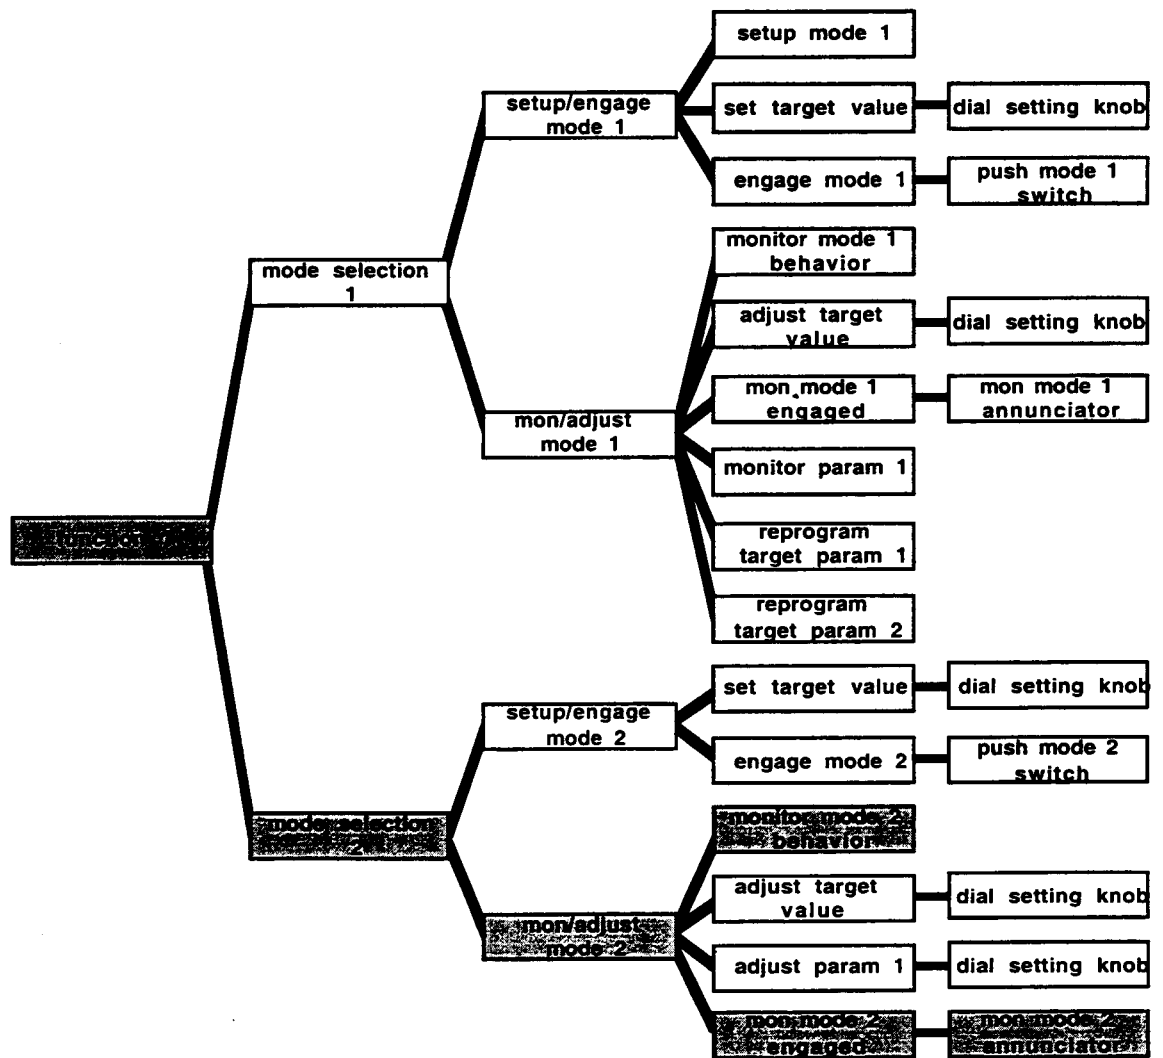 setup mode 1
setup/engage
mode 1
set target value
dial setting knob
engage mode 1
push mode 1
switch
mode selection
1
monitor mode 1
behavior
adjust target
value
dial setting knob
mon mode 1
engaged
mon mode 1
annunciator
mon/adjust
mode 1
monitor param 1
reprogram
target param 1
reprogram
target param 2
function
setup/engage
mode 2
set target value
dial setting knob
engage mode 2
push mode 2
switch
mode selection
2
monitor mode 2
behavior
mon/adjust
mode 2
adjust target
value
dial setting knob
adjust param 1
dial setting knob
mon mode 2
engaged
mon mode 2
annunciator